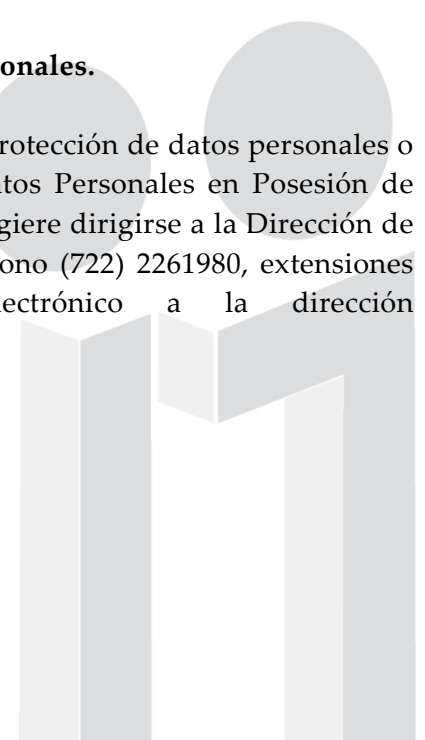 onales.
rotección de datos personales o
tos Personales en Posesión de
giere dirigirse a la Dirección de
ono (722) 2261980, extensiones
ectrónico a la dirección